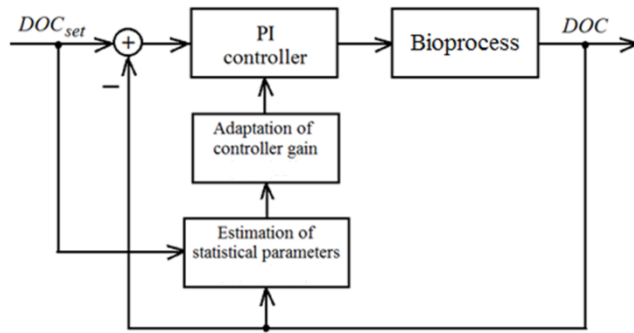 DOC_set
+
−
PI
controller
Bioprocess
DOC
Adaptation of
controller gain
Estimation of
statistical parameters